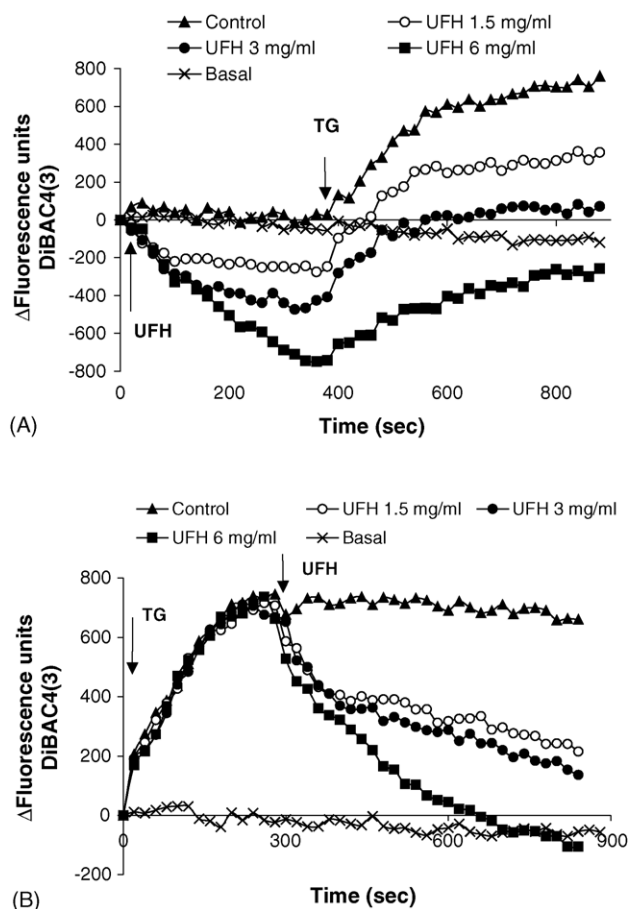 Control UFH 1.5 mg/ml
UFH 3 mg/ml UFH 6 mg/ml
Basal
ΔFluorescence units
DiBAC4(3)
800
600
400
200
0
-200
-400
-600
-800
TG
UFH
0 200 400 600 800
Time (sec)
(A)
Control UFH 1.5 mg/ml UFH 3 mg/ml
UFH 6 mg/ml Basal
ΔFluorescence units
DiBAC4(3)
800
600
400
200
0
-200
TG
UFH
0 300 600 900
Time (sec)
(B)